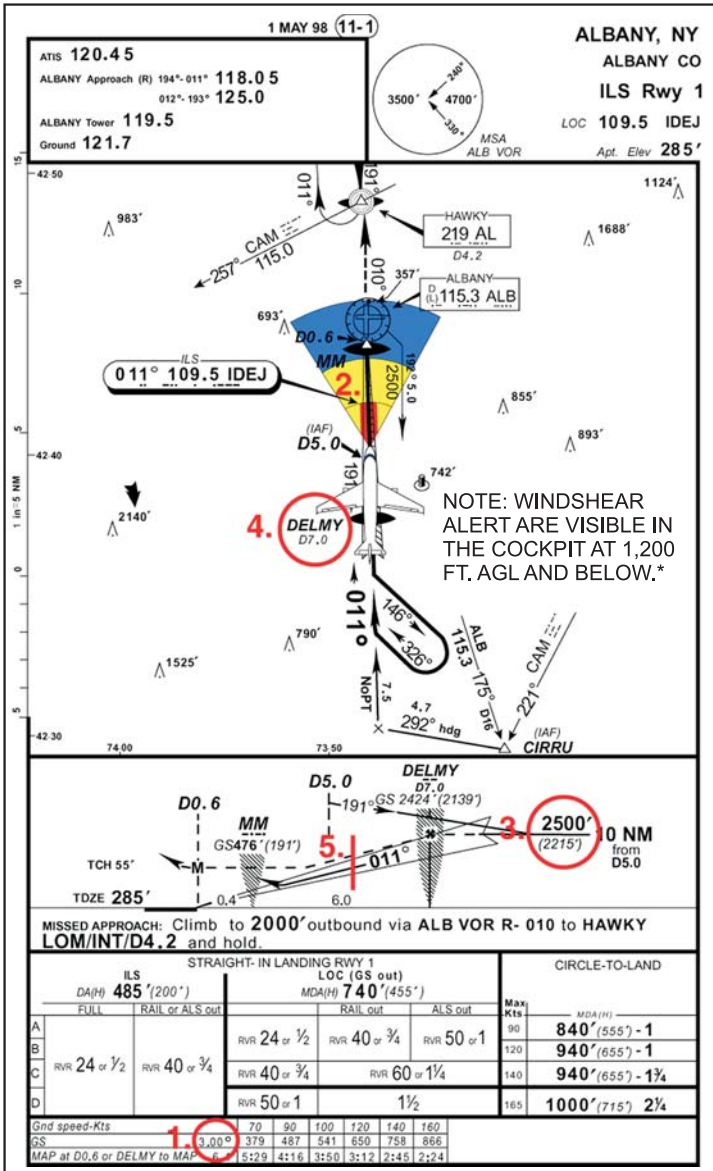 1 MAY 98 11-1
ALBANY, NY
ALBANY CO
ILS Rwy 1
LOC 109.5 IDEJ
Apt. Elev 285′
ATIS 120.45
ALBANY Approach (R) 194°-011° 118.05
012°-193° 125.0
ALBANY Tower 119.5
Ground 121.7
3500′ 4700′
240°
330°
MSA
ALB VOR
15
42-50
011°
191°
1124′
983′
HAWKY
219 AL
D4.2
1688′
257° CAM
115.0
010°
357′
ALBANY
D
(L) 115.3 ALB
10
693′
D0.6
MM
ILS
011° 109.5 IDEJ
2.
2500
192° 5.0
855′
(IAF)
D5.0
893′
5
42-40
191°
742′
1 in=5 NM
2140′
4.
DELMY
D7.0
NOTE: WINDSHEAR
ALERT ARE VISIBLE IN
THE COCKPIT AT 1,200
FT. AGL AND BELOW.*
0
011°
146°
326°
790′
1525′
ALB
115.3
175°
D16
221° CAM
NoPT
7.5
4.7
292° hdg
(IAF)
CIRRU
5
42-30
74-00
73-50
DELMY
D7.0
GS 2424′(2139′)
D5.0
D0.6
191°
MM
GS476′(191′)
5.
011°
3.
2500′
(2215′)
10 NM
from
D5.0
TCH 55′
M
TDZE 285′
0.4
6.0
MISSED APPROACH: Climb to 2000′ outbound via ALB VOR R- 010 to HAWKY
LOM/INT/D4.2 and hold.
STRAIGHT- IN LANDING RWY 1
CIRCLE-TO-LAND
ILS
LOC (GS out)
DA(H) 485′(200′)
MDA(H) 740′(455′)
FULL
RAIL or ALS out
RAIL out
ALS out
Max
Kts
MDA(H)
A
B
C
D
RVR 24 or ½
RVR 40 or ¾
RVR 24 or ½
RVR 40 or ¾
RVR 50 or 1
RVR 40 or ¾
RVR 60 or 1¼
RVR 50 or 1
1½
90 840′(555′) - 1
120 940′(655′) - 1
140 940′(655′) - 1¾
165 1000′(715′) 2¼
1.
Gnd speed-Kts 70 90 100 120 140 160
GS 3.00° 379 487 541 650 758 866
MAP at D0.6 or DELMY to MAP 6.4 5:29 4:16 3:50 3:12 2:45 2:24